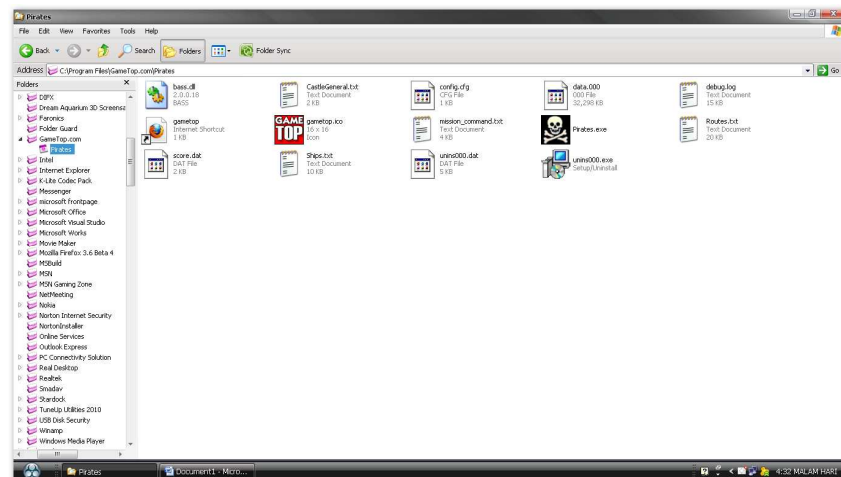 Pirates
File Edit View Favorites Tools Help
Back Search Folders Folder Sync
Address C:\Program Files\GameTop.com\Pirates Go
Folders
DIFX
Dream Aquarium 3D Screensa
Faronics
Folder Guard
GameTop.com
Pirates
Intel
Internet Explorer
K-Lite Codec Pack
Messenger
microsoft frontpage
Microsoft Office
Microsoft Visual Studio
Microsoft Works
Movie Maker
Mozilla Firefox 3.6 Beta 4
MSBuild
MSN
MSN Gaming Zone
NetMeeting
Nokia
Norton Internet Security
NortonInstaller
Online Services
Outlook Express
PC Connectivity Solution
Real Desktop
Realtek
Smadav
Stardock
TuneUp Utilities 2010
USB Disk Security
Winamp
Windows Media Player
bass.dll
2.0.0.18
BASS
CastleGeneral.txt
Text Document
2 KB
config.cfg
CFG File
1 KB
data.000
000 File
32,298 KB
debug.log
Text Document
15 KB
gametop
Internet Shortcut
1 KB
GAME
TOP
gametop.ico
16 x 16
Icon
mission_command.txt
Text Document
4 KB
Pirates.exe
Routes.txt
Text Document
20 KB
score.dat
DAT File
2 KB
Ships.txt
Text Document
10 KB
unins000.dat
DAT File
5 KB
unins000.exe
Setup/Uninstall
Pirates
Document1 - Micro...
4:32 MALAM HARI